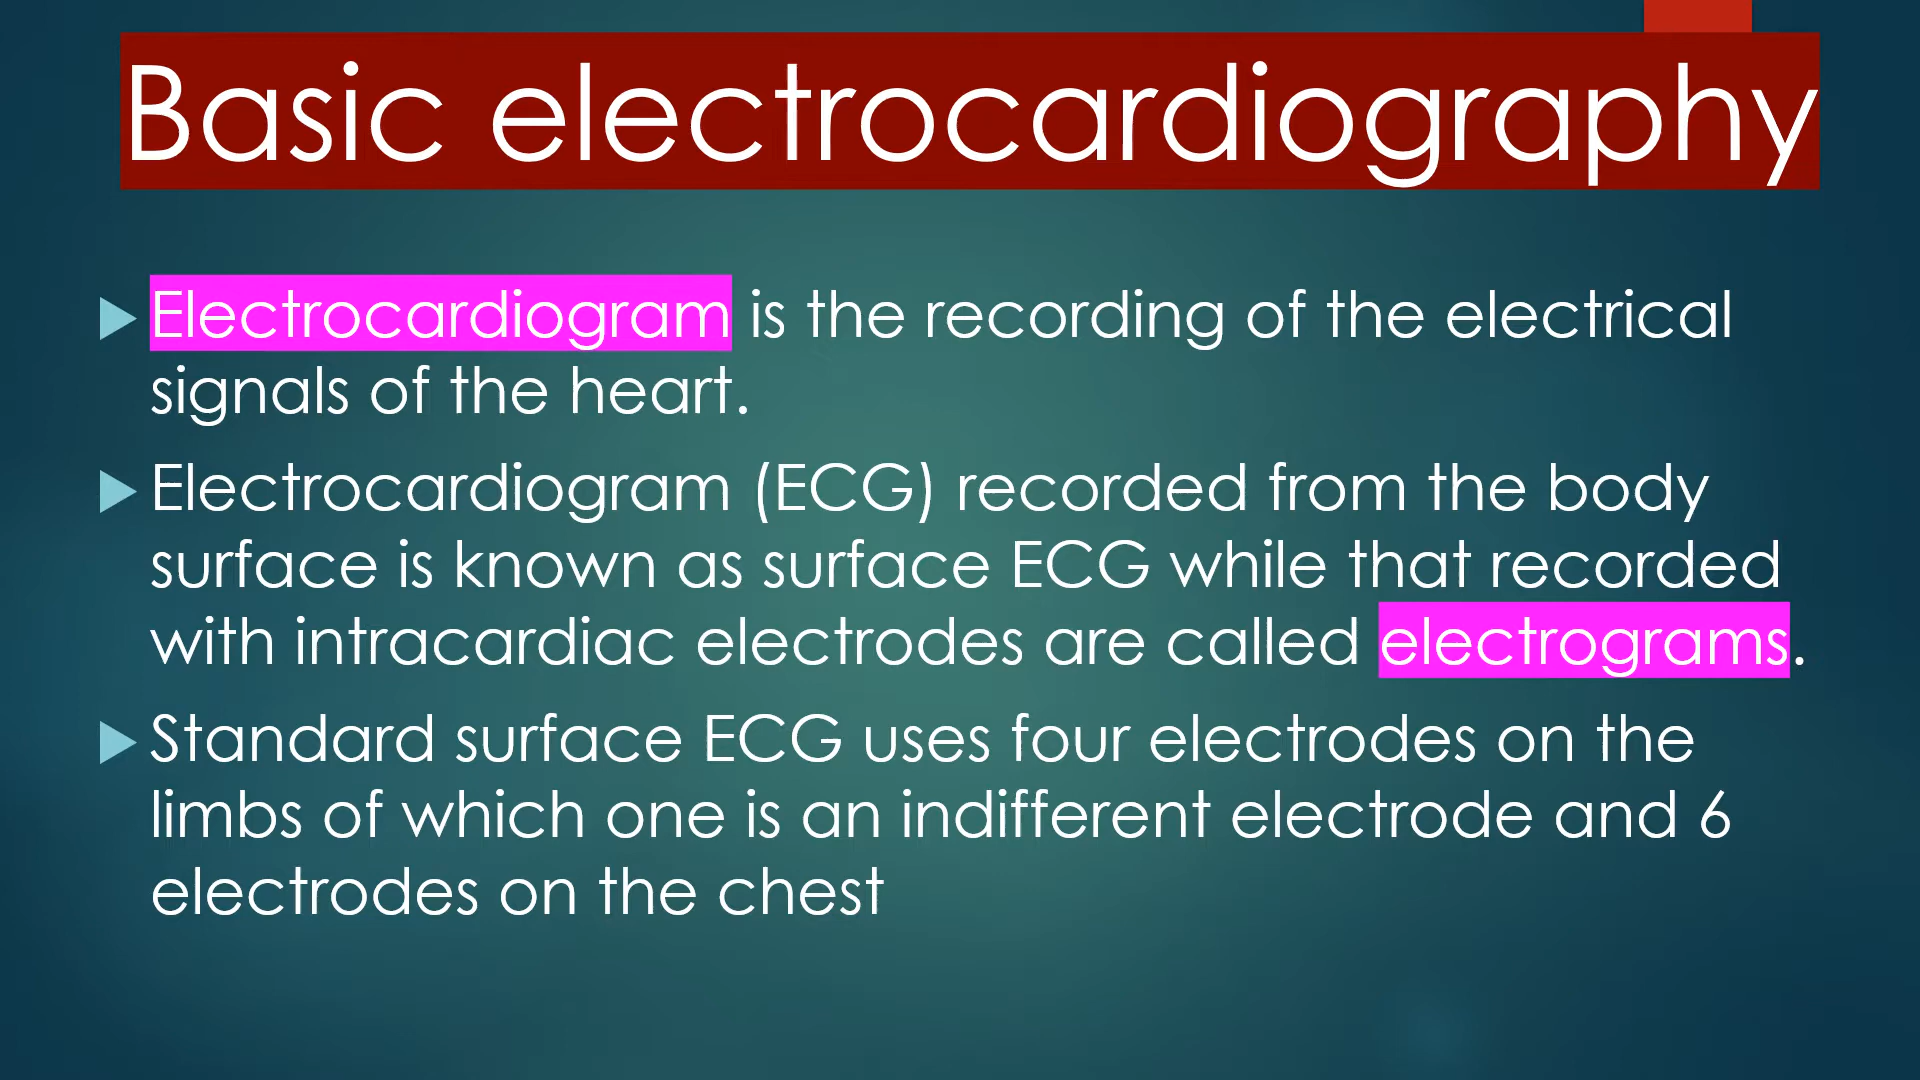 Basic electrocardiography
Electrocardiogram is the recording of the electrical
signals of the heart.
Electrocardiogram (ECG) recorded from the body
surface is known as surface ECG while that recorded
with intracardiac electrodes are called electrograms.
Standard surface ECG uses four electrodes on the
limbs of which one is an indifferent electrode and 6
electrodes on the chest